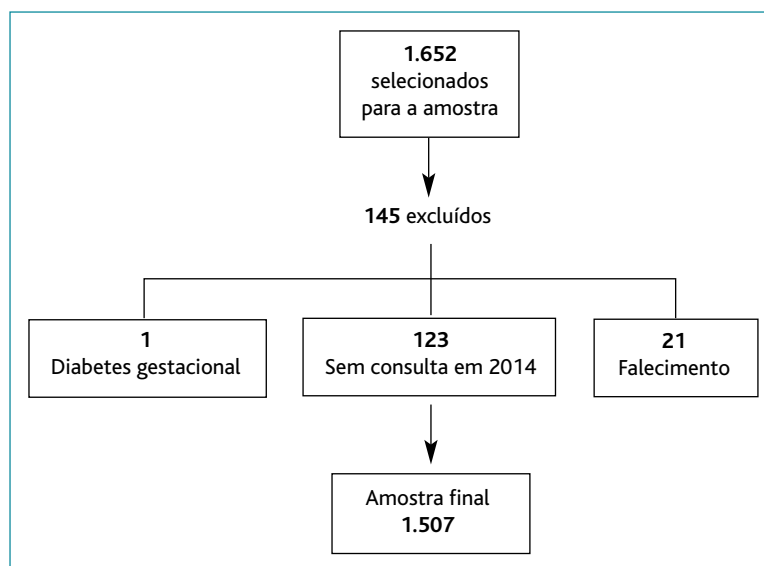 1.652
selecionados
para a amostra
145 excluídos
1
Diabetes gestacional
123
Sem consulta em 2014
21
Falecimento
Amostra final
1.507